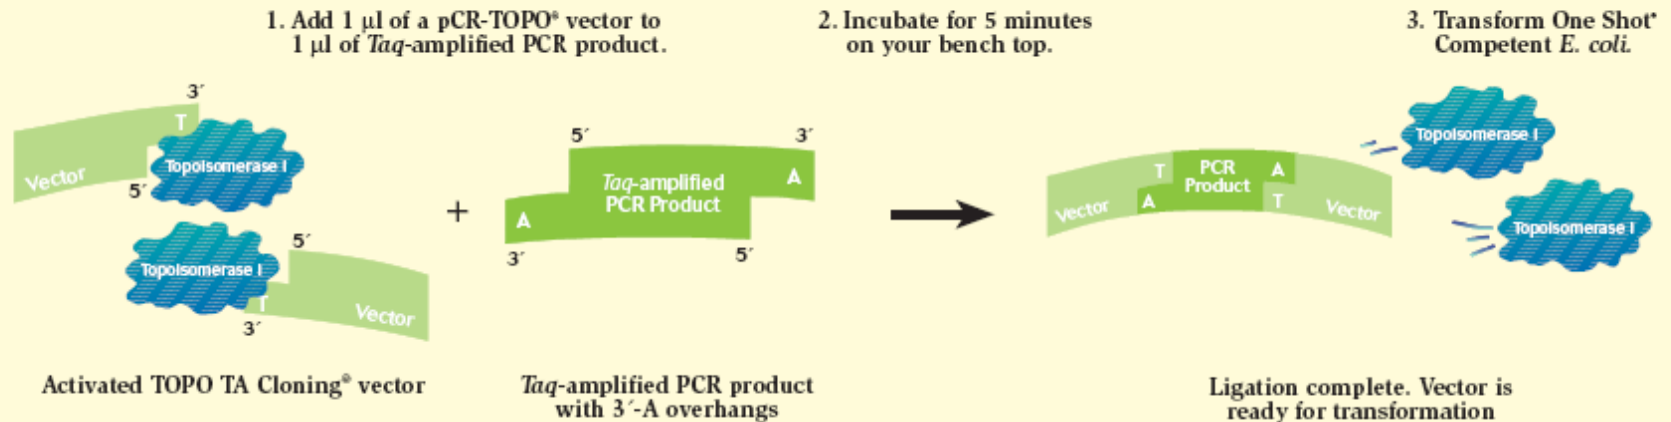 1. Add 1 µl of a pCR-TOPO® vector to
1 µl of Taq-amplified PCR product.
2. Incubate for 5 minutes
on your bench top.
3. Transform One Shot®
Competent E. coli.
3´
T
Topoisomerase I
Vector
5´
5´
Topoisomerase I
T
Vector
3´
+
5´
3´
Taq-amplified
PCR Product
A
A
3´
5´
T
PCR
Product
A
Vector
A
T
Vector
Topoisomerase I
Topoisomerase I
Activated TOPO TA Cloning® vector
Taq-amplified PCR product
with 3´-A overhangs
Ligation complete. Vector is
ready for transformation